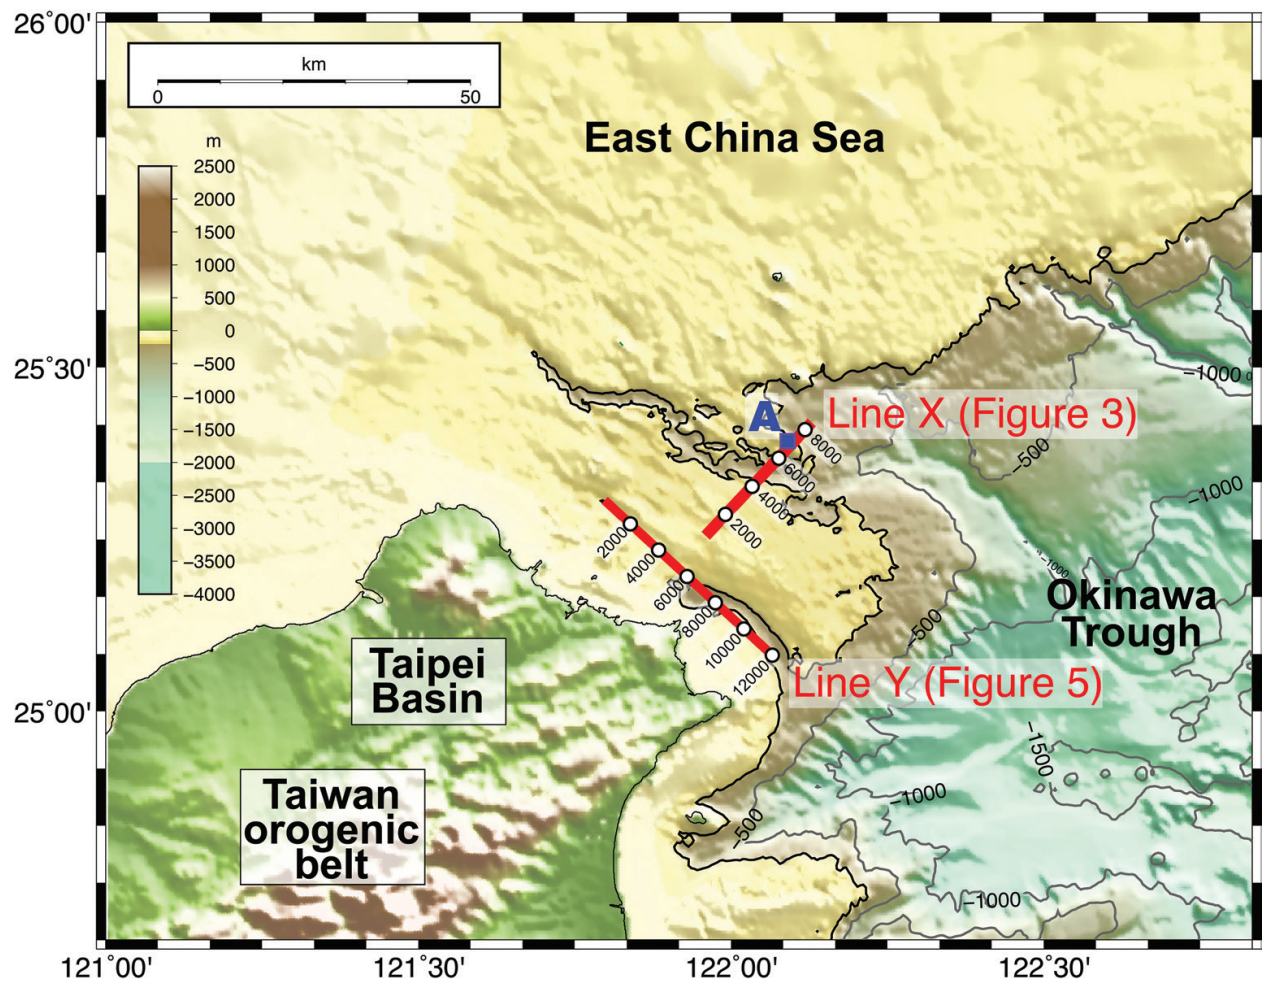 26°00'
km
0 50
m
2500
2000
1500
1000
500
0
−500
−1000
−1500
−2000
−2500
−3000
−3500
−4000
East China Sea
25°30'
−1000
A
Line X (Figure 3)
8000
6000
4000
2000
−500
−1000
−1000
2000
4000
6000
8000
10000
12000
Okinawa
Trough
−500
Taipei
Basin
Line Y (Figure 5)
25°00'
−1500
Taiwan
orogenic
belt
−1000
−500
−1000
121°00' 121°30' 122°00' 122°30'